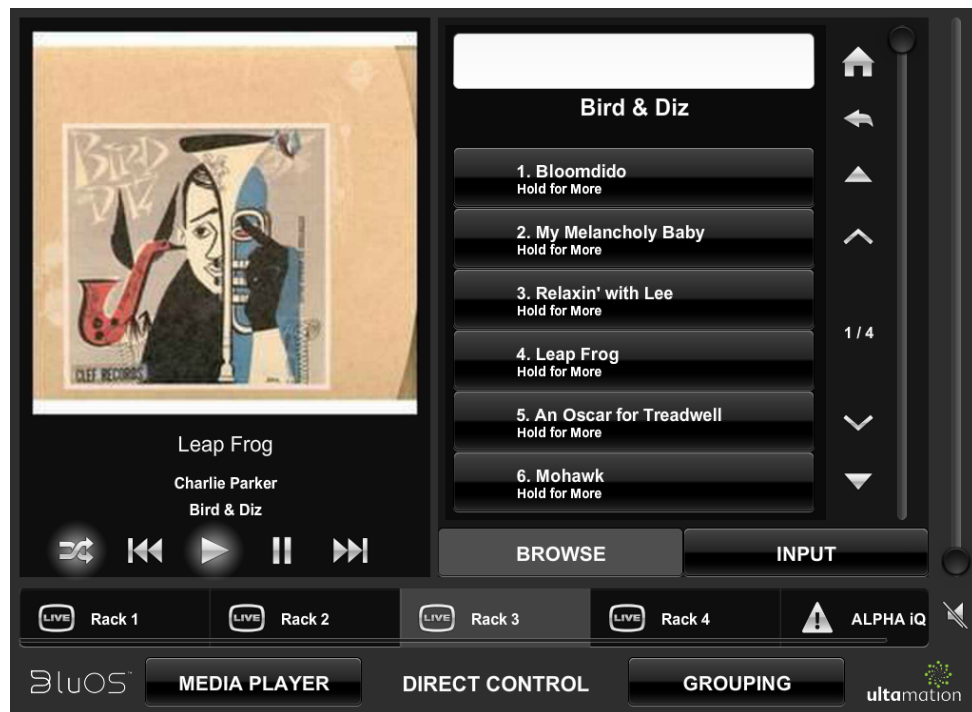 BIRD
DIZ
CLEF RECORDS
Leap Frog
Charlie Parker
Bird & Diz
Bird & Diz
1. Bloomdido
Hold for More
2. My Melancholy Baby
Hold for More
3. Relaxin' with Lee
Hold for More
4. Leap Frog
Hold for More
5. An Oscar for Treadwell
Hold for More
6. Mohawk
Hold for More
1 / 4
BROWSE
INPUT
LIVE Rack 1
LIVE Rack 2
LIVE Rack 3
LIVE Rack 4
ALPHA iQ
BluOS™
MEDIA PLAYER
DIRECT CONTROL
GROUPING
ultamation